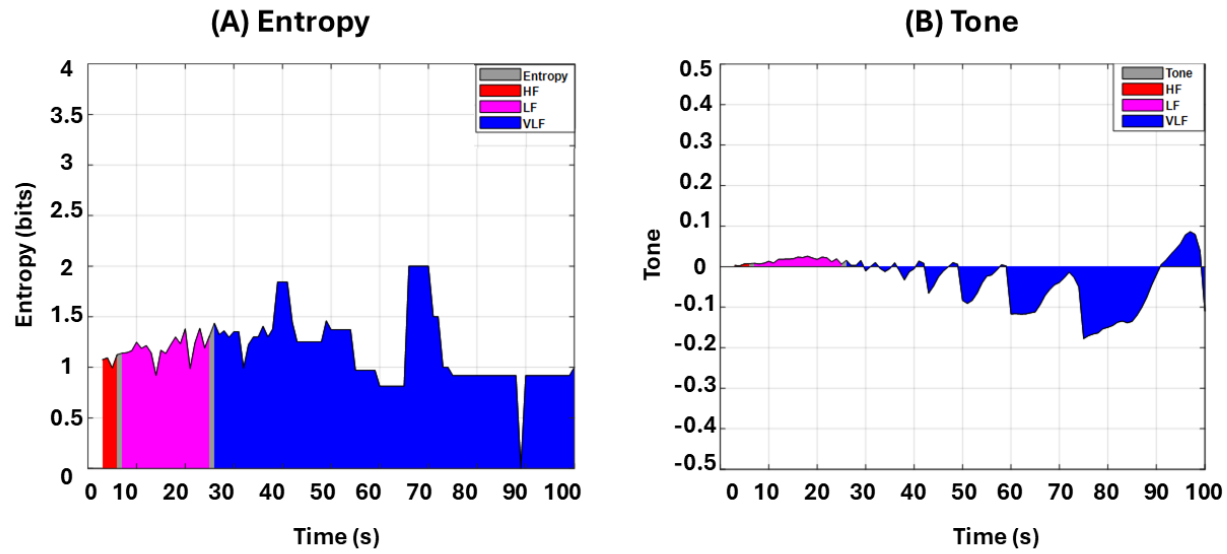 (A) Entropy
Entropy (bits)
4
3.5
3
2.5
2
1.5
1
0.5
0
0 10 20 30 40 50 60 70 80 90 100
Time (s)
Entropy
HF
LF
VLF
(B) Tone
Tone
0.5
0.4
0.3
0.2
0.1
0
-0.1
-0.2
-0.3
-0.4
-0.5
0 10 20 30 40 50 60 70 80 90 100
Time (s)
Tone
HF
LF
VLF